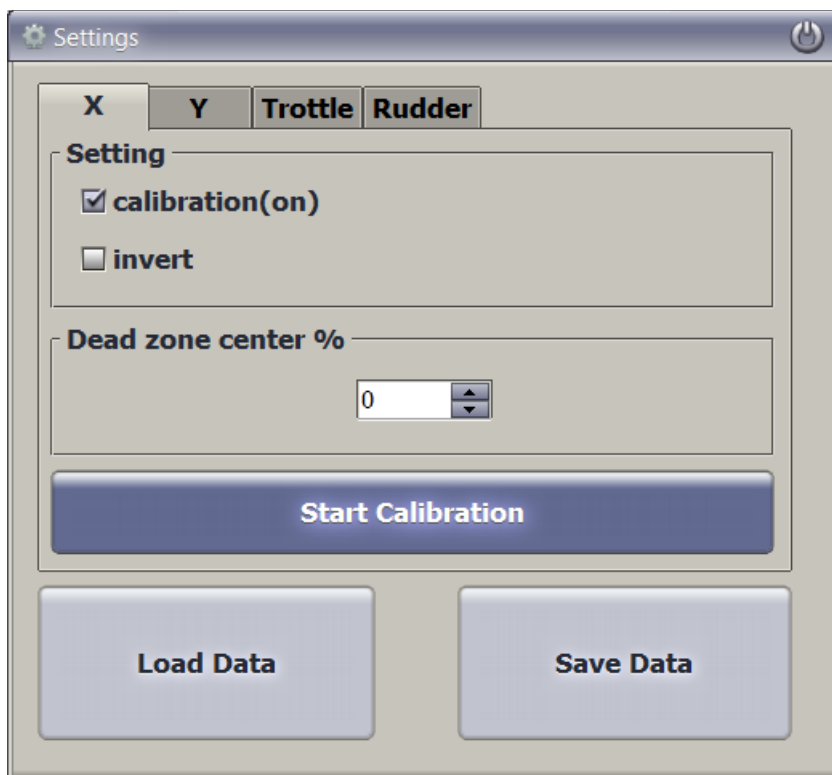 Settings
X Y Trottle Rudder
Setting
calibration(on)
invert
Dead zone center %
0
Start Calibration
Load Data Save Data